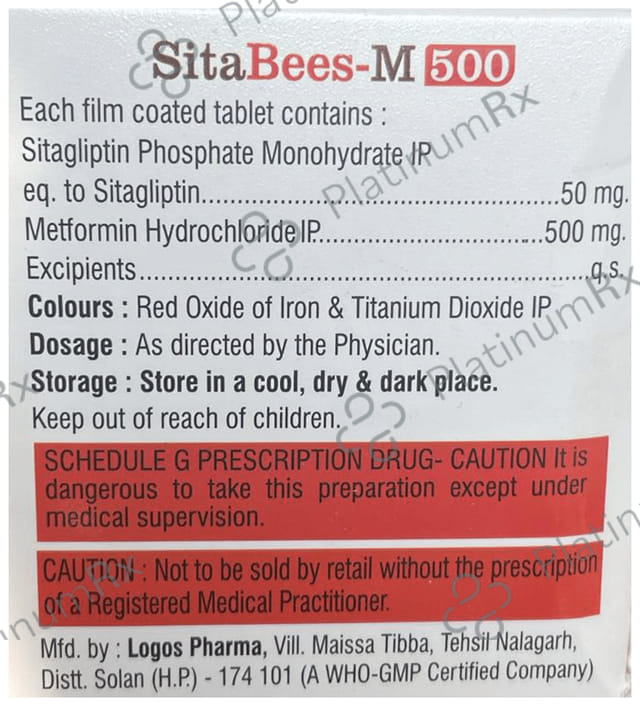 SitaBees-M 500
Each film coated tablet contains :
Sitagliptin Phosphate Monohydrate IP
eq. to Sitagliptin..........................................................50 mg.
Metformin Hydrochloride IP....................................500 mg.
Excipients....................................................................q.s.
Colours : Red Oxide of Iron & Titanium Dioxide IP
Dosage : As directed by the Physician.
Storage : Store in a cool, dry & dark place.
Keep out of reach of children.
SCHEDULE G PRESCRIPTION DRUG- CAUTION It is
dangerous to take this preparation except under
medical supervision.
CAUTION : Not to be sold by retail without the prescription
of a Registered Medical Practitioner.
Mfd. by : Logos Pharma, Vill. Maissa Tibba, Tehsil Nalagarh,
Distt. Solan (H.P.) - 174 101 (A WHO-GMP Certified Company)
PlatinumRx
PlatinumRx
PlatinumRx